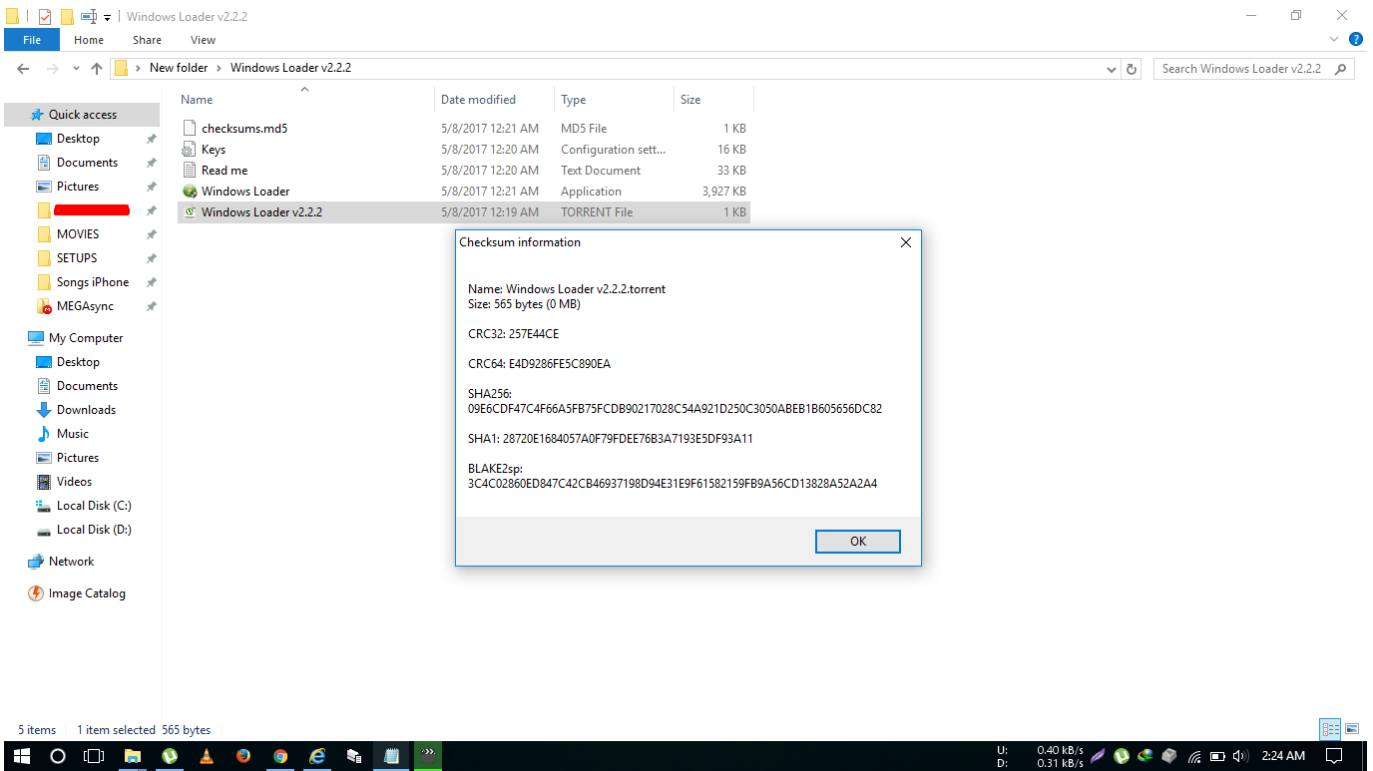 Windows Loader v2.2.2
File Home Share View
New folder Windows Loader v2.2.2
Search Windows Loader v2.2.2
Name Date modified Type Size
checksums.md5 5/8/2017 12:21 AM MD5 File 1 KB
Keys 5/8/2017 12:20 AM Configuration sett... 16 KB
Read me 5/8/2017 12:20 AM Text Document 33 KB
Windows Loader 5/8/2017 12:21 AM Application 3,927 KB
Windows Loader v2.2.2 5/8/2017 12:19 AM TORRENT File 1 KB
Quick access
Desktop
Documents
Pictures
MOVIES
SETUPS
Songs iPhone
MEGAsync
My Computer
Desktop
Documents
Downloads
Music
Pictures
Videos
Local Disk (C:)
Local Disk (D:)
Network
Image Catalog
Checksum information
Name: Windows Loader v2.2.2.torrent
Size: 565 bytes (0 MB)
CRC32: 257E44CE
CRC64: E4D9286FE5C890EA
SHA256:
09E6CDF47C4F66A5FB75FCDB90217028C54A921D250C3050ABEB1B605656DC82
SHA1: 28720E1684057A0F79FDEE76B3A7193E5DF93A11
BLAKE2sp:
3C4C02860ED847C42CB46937198D94E31E9F61582159FB9A56CD13828A52A2A4
OK
5 items 1 item selected 565 bytes
U: 0.40 kB/s
D: 0.31 kB/s
2:24 AM